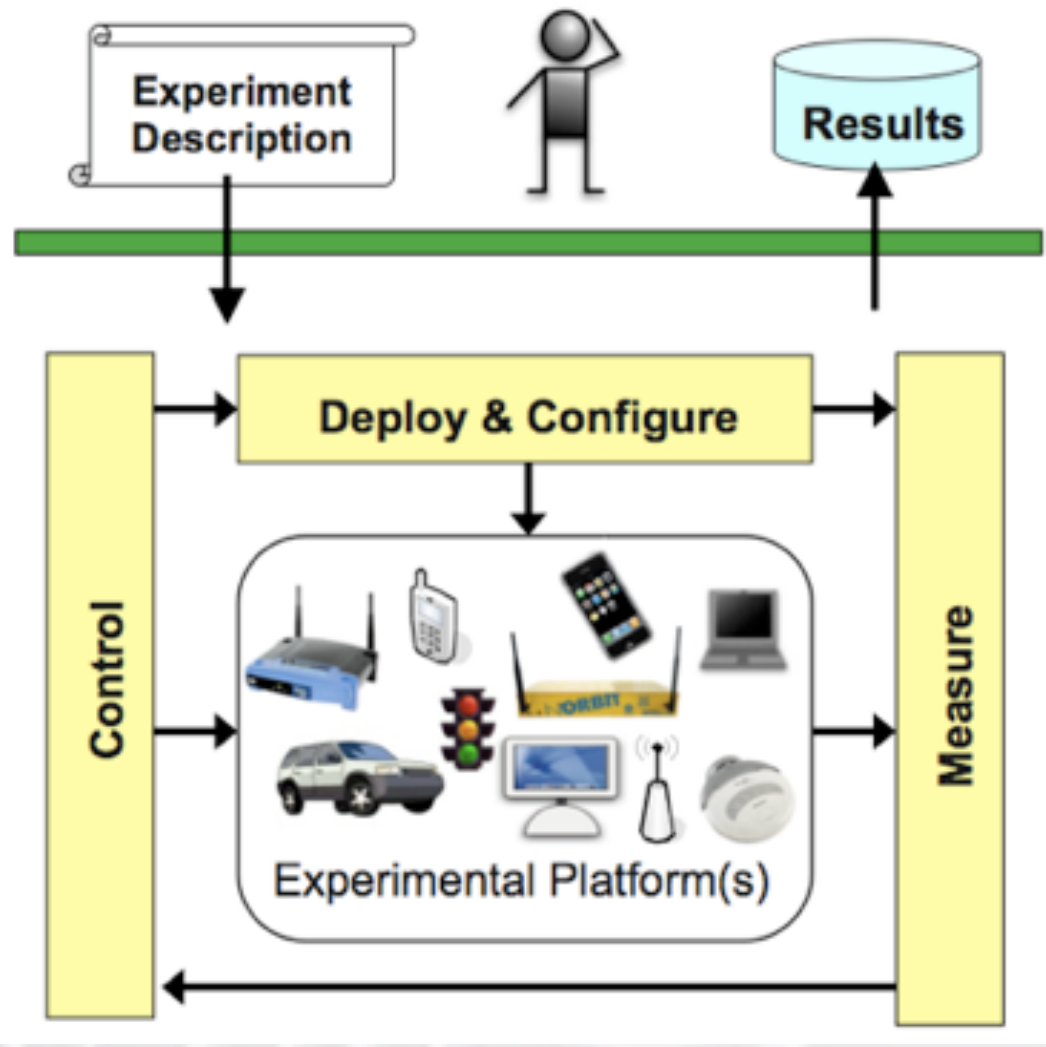 Experiment
Description
Results
Deploy & Configure
Control
Measure
ORBIT
Experimental Platform(s)